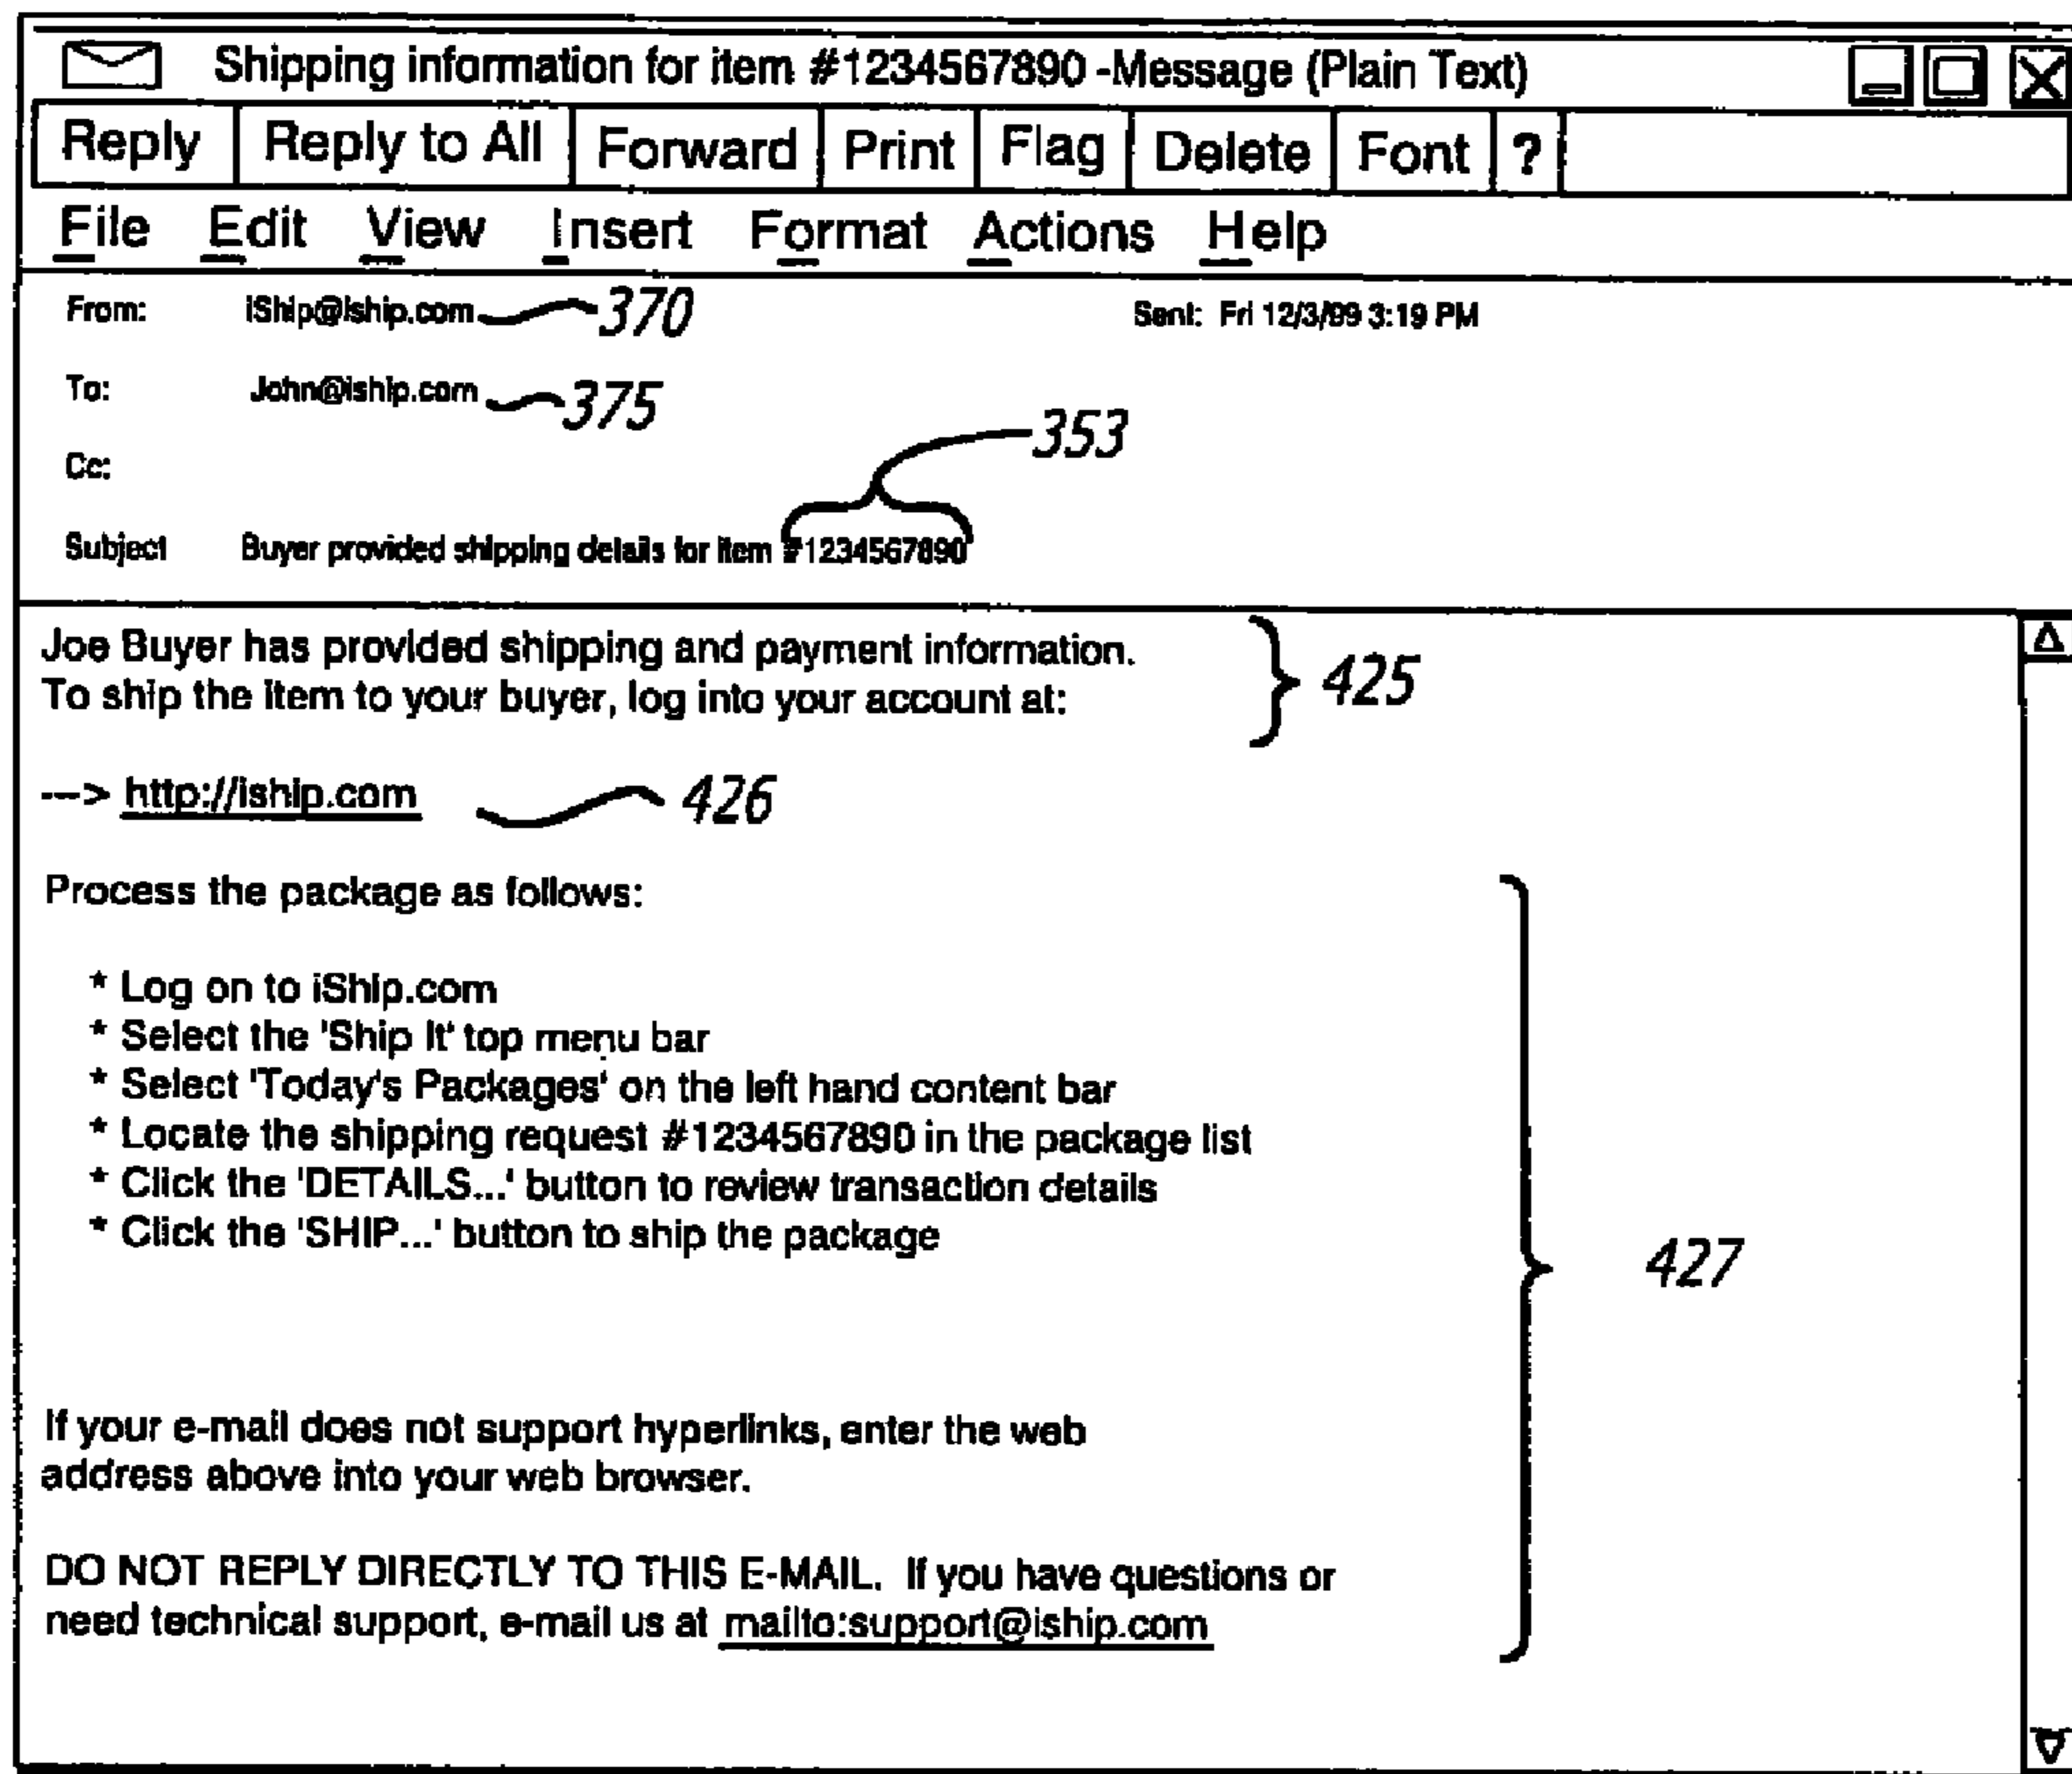 Shipping information for item #1234567890 -Message (Plain Text)
Reply Reply to All Forward Print Flag Delete Font ?
File Edit View Insert Format Actions Help
From: iShip@iship.com 370 Sent: Fri 12/3/99 3:19 PM
To: John@iship.com 375
353
Cc:
Subject Buyer provided shipping details for item #1234567890
Joe Buyer has provided shipping and payment information.
To ship the item to your buyer, log into your account at:
425
---> http://iship.com 426
Process the package as follows:
* Log on to iShip.com
* Select the 'Ship It' top menu bar
* Select 'Today's Packages' on the left hand content bar
* Locate the shipping request #1234567890 in the package list
* Click the 'DETAILS...' button to review transaction details
* Click the 'SHIP...' button to ship the package
427
If your e-mail does not support hyperlinks, enter the web
address above into your web browser.
DO NOT REPLY DIRECTLY TO THIS E-MAIL. If you have questions or
need technical support, e-mail us at mailto:support@iship.com